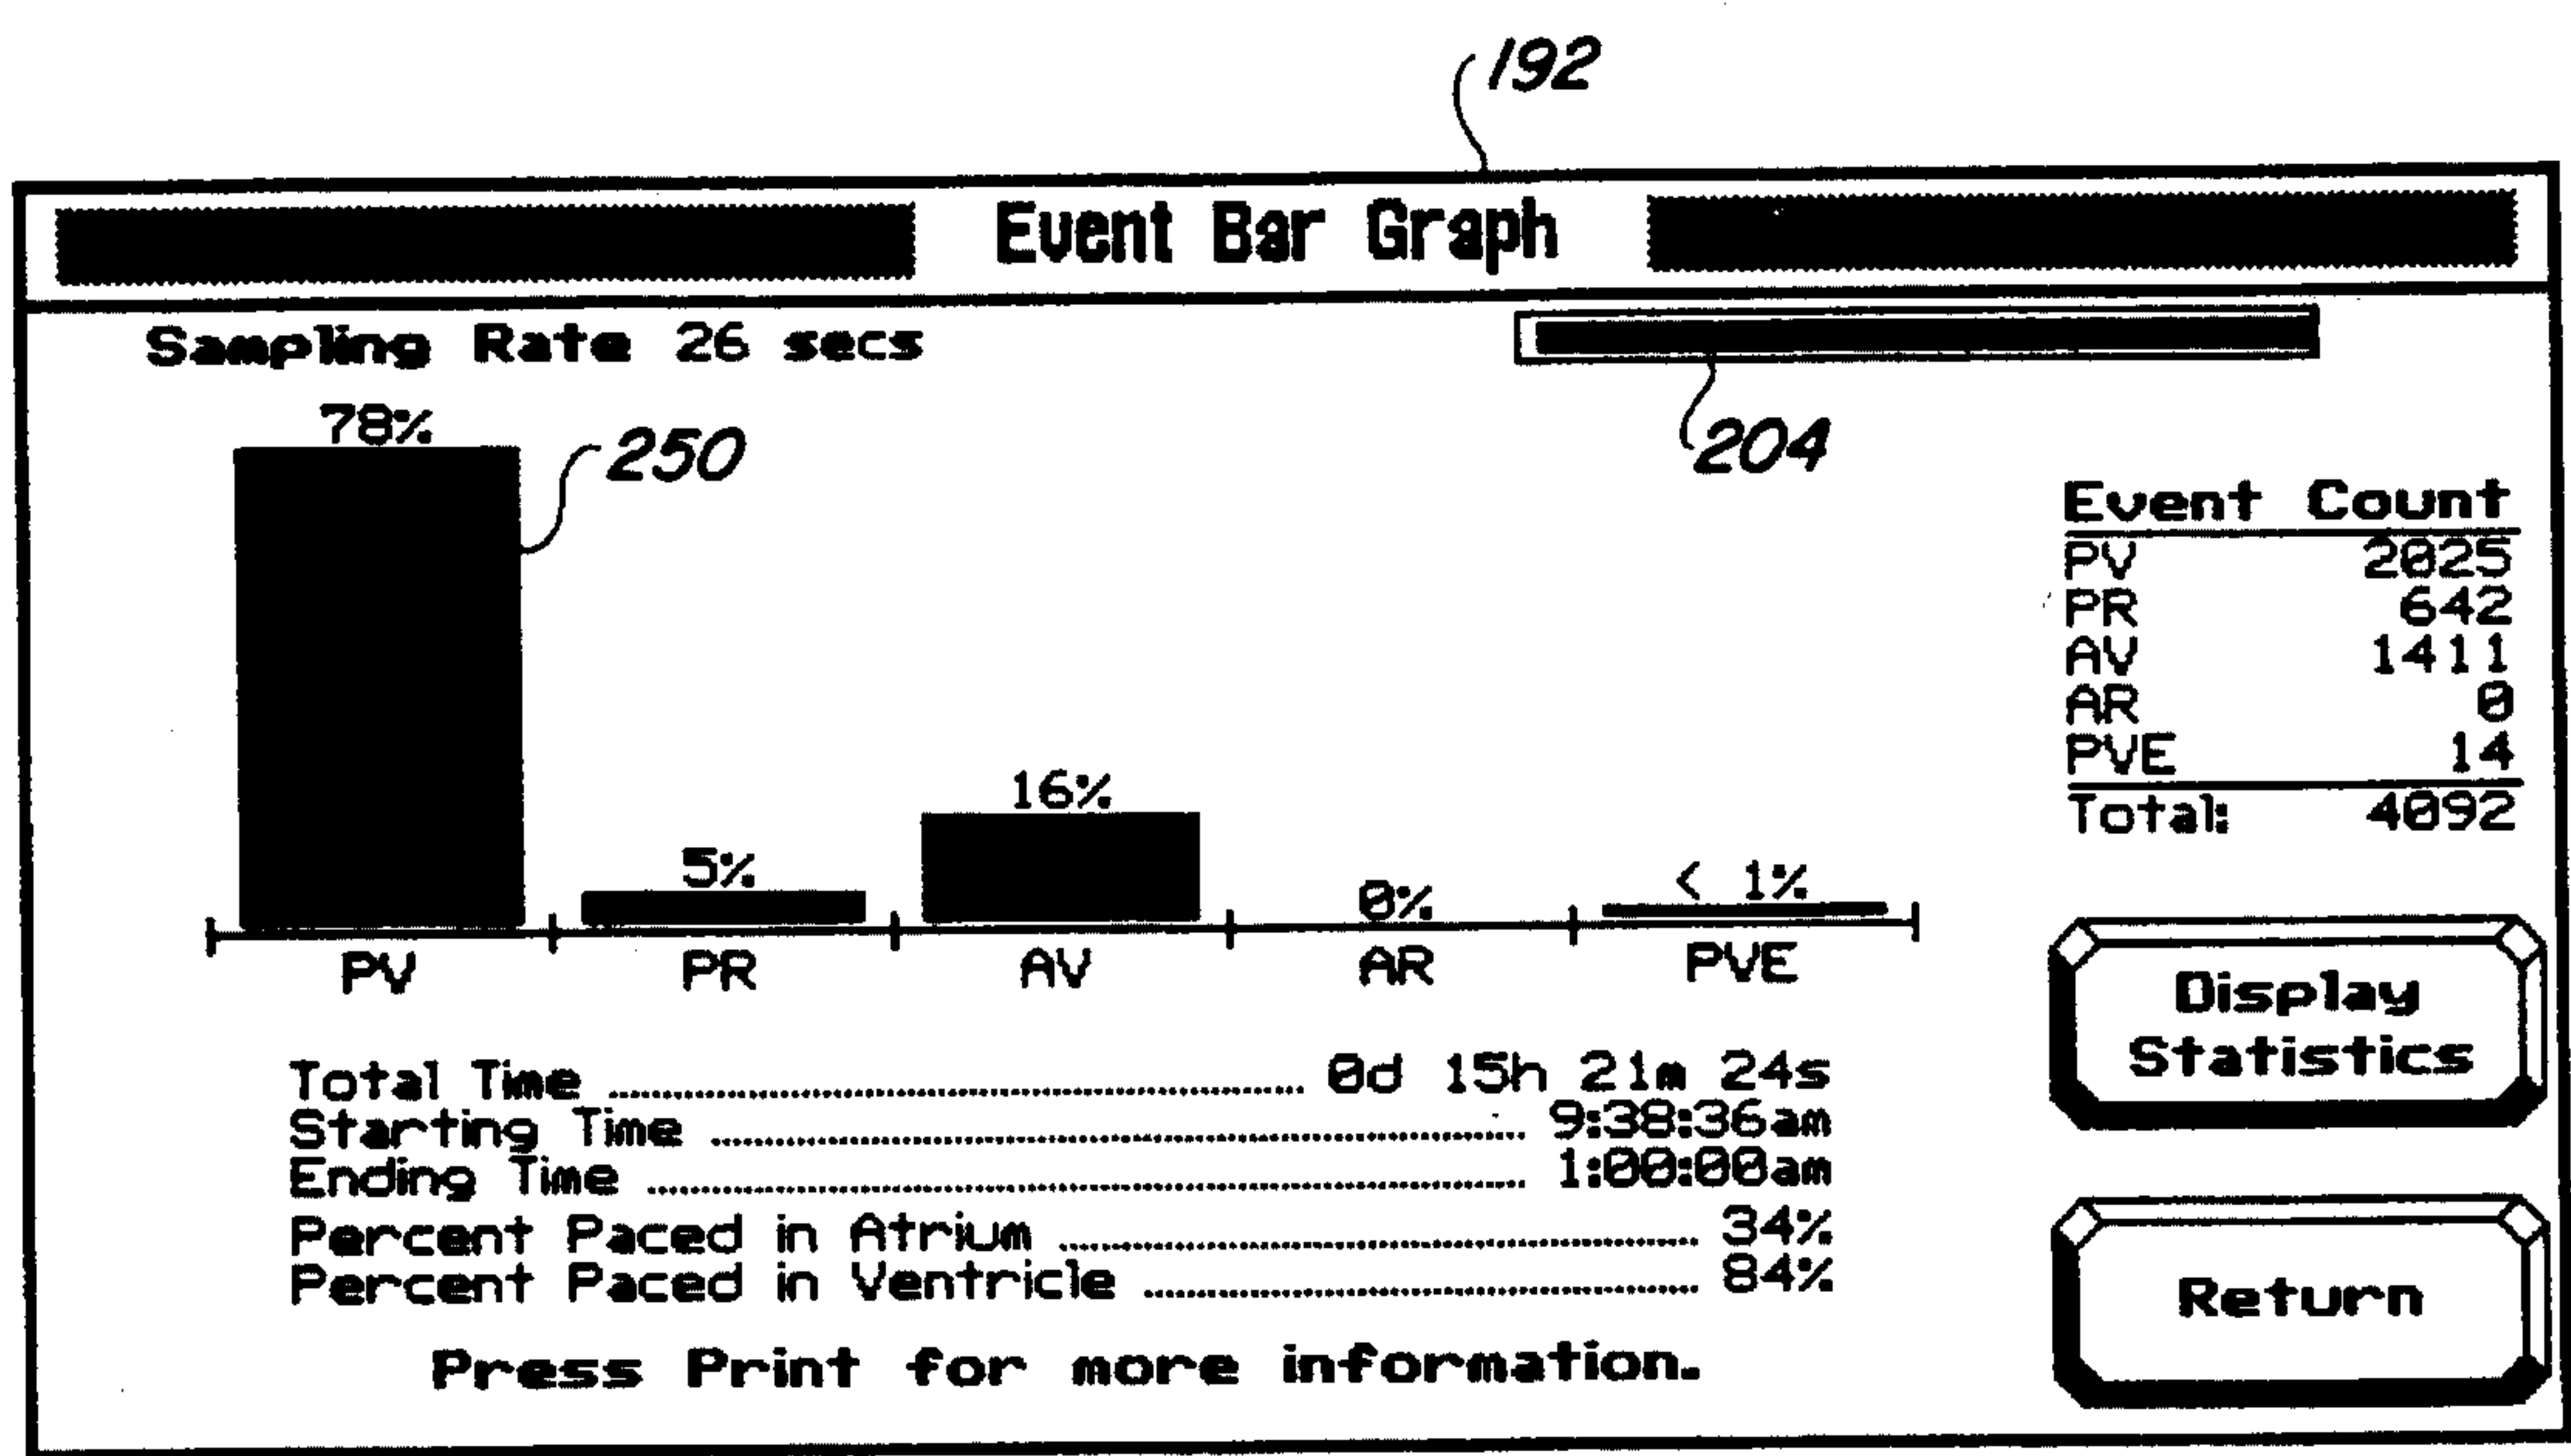 192
Event Bar Graph
Sampling Rate 26 secs
204
78%
250
16%
5%
0%
< 1%
PV PR AV AR PVE
Event Count
PV 2025
PR 642
AV 1411
AR 0
PVE 14
Total: 4092
Display
Statistics
Total Time 0d 15h 21m 24s
Starting Time 9:38:36am
Ending Time 1:00:00am
Percent Paced in Atrium 34%
Percent Paced in Ventricle 84%
Return
Press Print for more information.